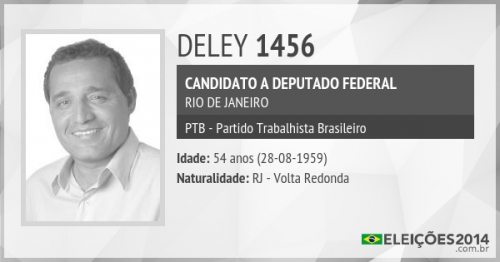 DELEY 1456
CANDIDATO A DEPUTADO FEDERAL
RIO DE JANEIRO
PTB - Partido Trabalhista Brasileiro
Idade: 54 anos (28-08-1959)
Naturalidade: RJ - Volta Redonda
ELEIÇÕES2014
.com.br